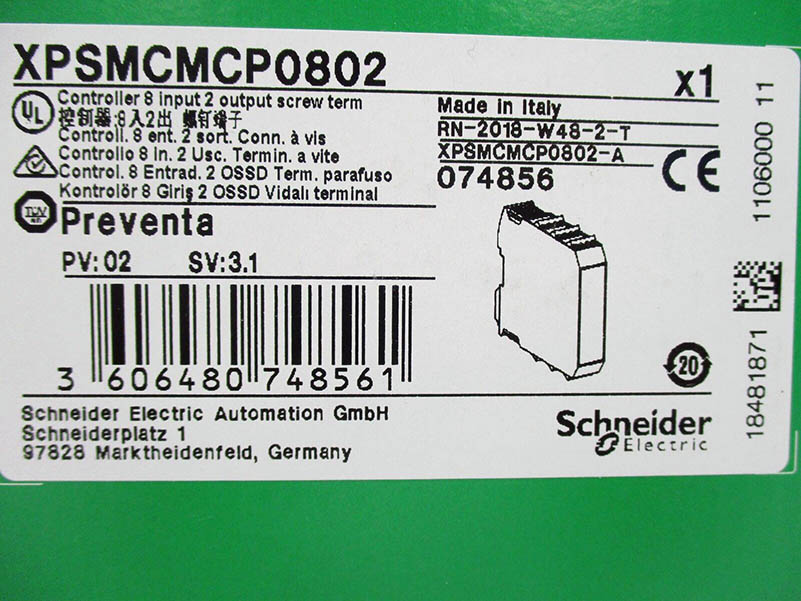 XPSMCMCP0802
x1
UL
Controller 8 input 2 output screw term
控制器:8入2出 螺钉端子
Controll. 8 ent. 2 sort. Conn. à vis
Controllo 8 in. 2 Usc. Termin. a vite
Control. 8 Entrad. 2 OSSD Term. parafuso
Kontrolör 8 Giriş 2 OSSD Vidalı terminal
Made in Italy
RN-2018-W48-2-T
XPSMCMCP0802-A
074856
CE
TÜV
Preventa
PV:02 SV:3.1
3 606480 748561
20
Schneider Electric Automation GmbH
Schneiderplatz 1
97828 Marktheidenfeld, Germany
Schneider
Electric
1106000 11
18481871